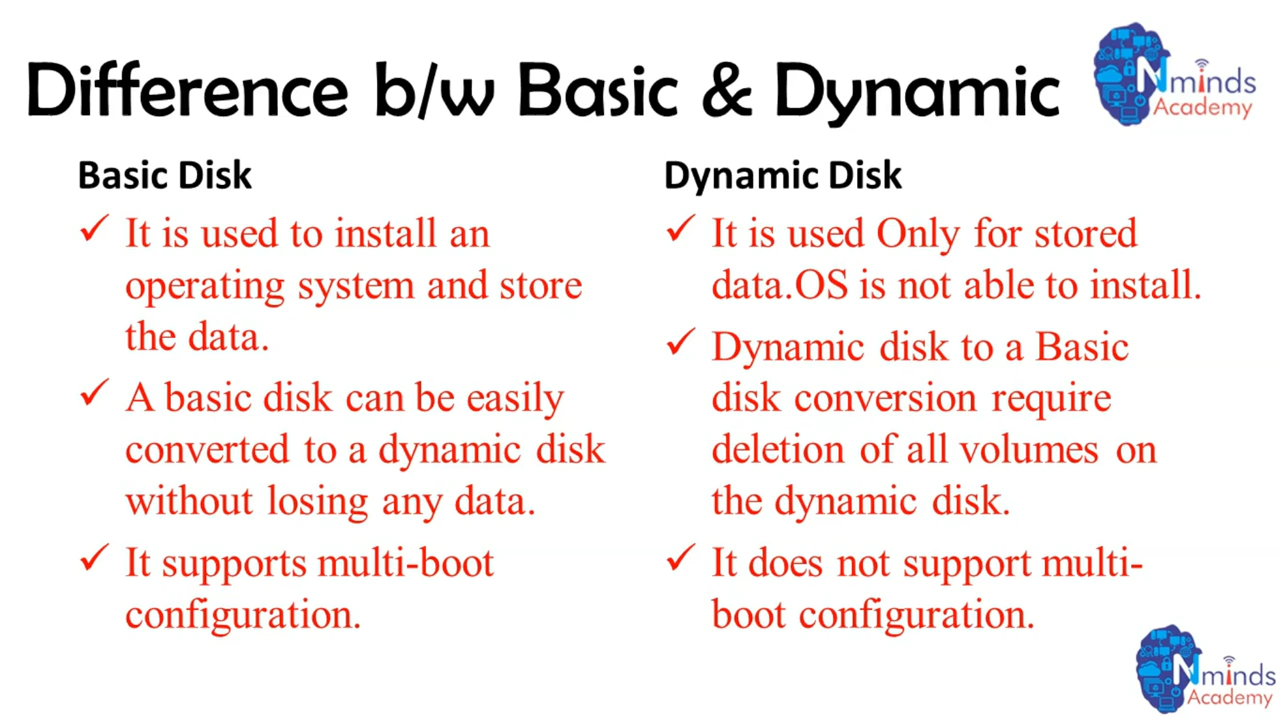 Difference b/w Basic & Dynamic
Nminds
Academy
Basic Disk
✓ It is used to install an
operating system and store
the data.
✓ A basic disk can be easily
converted to a dynamic disk
without losing any data.
✓ It supports multi-boot
configuration.
Dynamic Disk
✓ It is used Only for stored
data.OS is not able to install.
✓ Dynamic disk to a Basic
disk conversion require
deletion of all volumes on
the dynamic disk.
✓ It does not support multi-
boot configuration.
Nminds
Academy